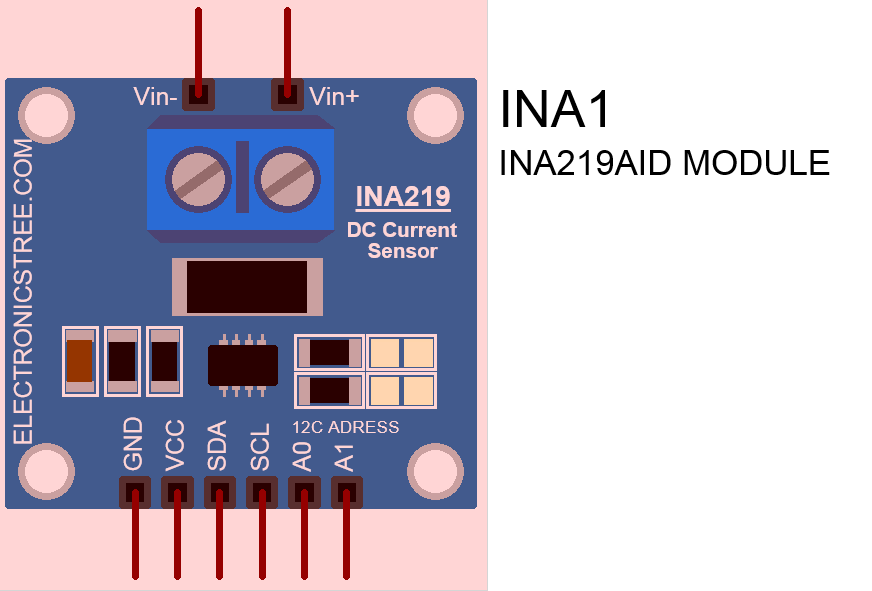 Vin-
Vin+
INA1
INA219AID MODULE
ELECTRONICSTREE.COM
INA219
DC Current
Sensor
12C ADRESS
GND
VCC
SDA
SCL
A0
A1